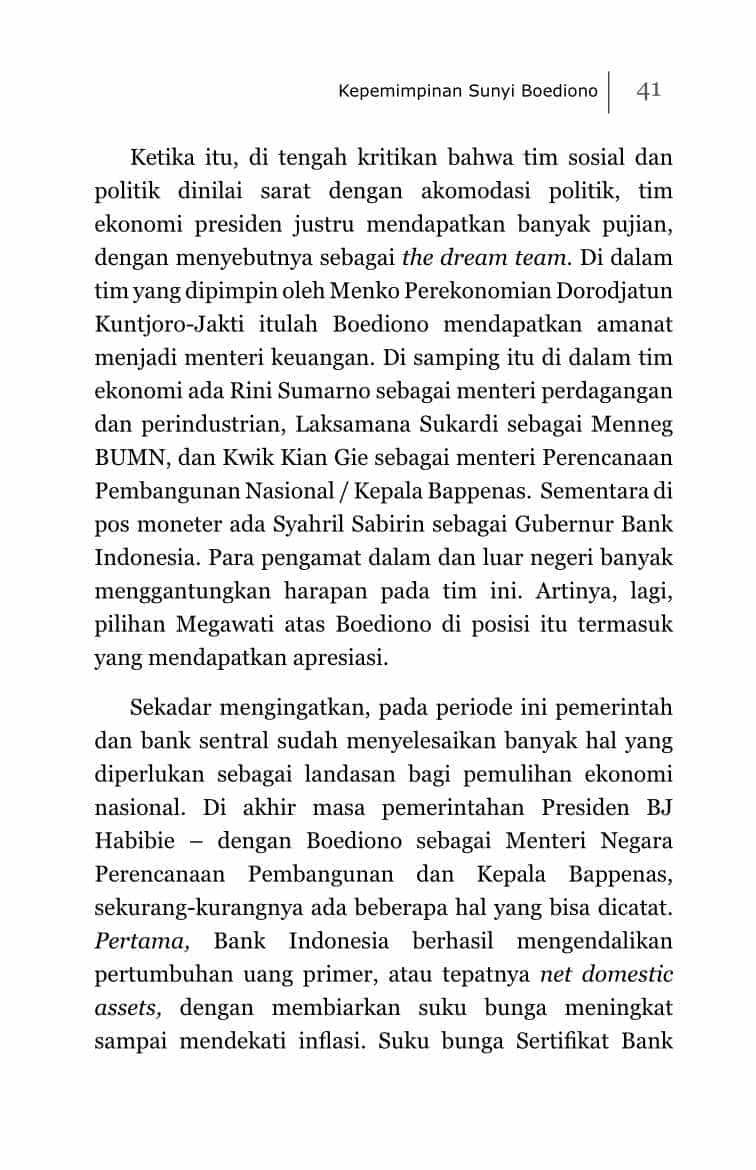 Kepemimpinan Sunyi Boediono 41
Ketika itu, di tengah kritikan bahwa tim sosial dan
politik dinilai sarat dengan akomodasi politik, tim
ekonomi presiden justru mendapatkan banyak pujian,
dengan menyebutnya sebagai the dream team. Di dalam
tim yang dipimpin oleh Menko Perekonomian Dorodjatun
Kuntjoro-Jakti itulah Boediono mendapatkan amanat
menjadi menteri keuangan. Di samping itu di dalam tim
ekonomi ada Rini Sumarno sebagai menteri perdagangan
dan perindustrian, Laksamana Sukardi sebagai Menneg
BUMN, dan Kwik Kian Gie sebagai menteri Perencanaan
Pembangunan Nasional / Kepala Bappenas. Sementara di
pos moneter ada Syahril Sabirin sebagai Gubernur Bank
Indonesia. Para pengamat dalam dan luar negeri banyak
menggantungkan harapan pada tim ini. Artinya, lagi,
pilihan Megawati atas Boediono di posisi itu termasuk
yang mendapatkan apresiasi.
Sekadar mengingatkan, pada periode ini pemerintah
dan bank sentral sudah menyelesaikan banyak hal yang
diperlukan sebagai landasan bagi pemulihan ekonomi
nasional. Di akhir masa pemerintahan Presiden BJ
Habibie – dengan Boediono sebagai Menteri Negara
Perencanaan Pembangunan dan Kepala Bappenas,
sekurang-kurangnya ada beberapa hal yang bisa dicatat.
Pertama, Bank Indonesia berhasil mengendalikan
pertumbuhan uang primer, atau tepatnya net domestic
assets, dengan membiarkan suku bunga meningkat
sampai mendekati inflasi. Suku bunga Sertifikat Bank